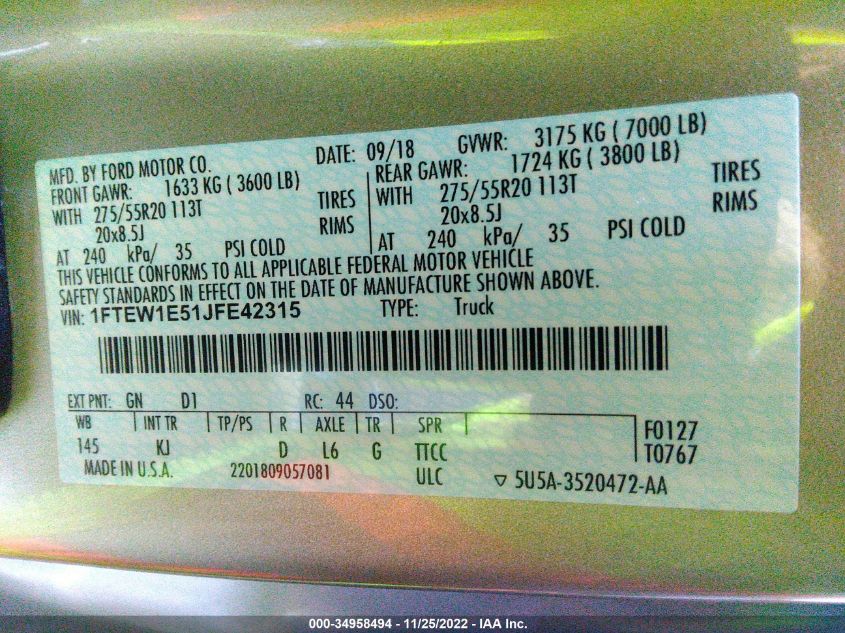 MFD. BY FORD MOTOR CO. DATE: 09/18 GVWR: 3175 KG ( 7000 LB)
FRONT GAWR: 1633 KG ( 3600 LB) REAR GAWR: 1724 KG ( 3800 LB)
WITH 275/55R20 113T TIRES WITH 275/55R20 113T TIRES
20x8.5J RIMS 20x8.5J RIMS
AT 240 kPa/ 35 PSI COLD AT 240 kPa/ 35 PSI COLD
THIS VEHICLE CONFORMS TO ALL APPLICABLE FEDERAL MOTOR VEHICLE
SAFETY STANDARDS IN EFFECT ON THE DATE OF MANUFACTURE SHOWN ABOVE.
VIN: 1FTEW1E51JFE42315 TYPE: Truck
EXT PNT: GN D1 RC: 44 DSO:
WB INT TR TP/PS R AXLE TR SPR F0127
145 KJ D L6 G TTCC T0767
MADE IN U.S.A. 2201809057081 ULC ▽ 5U5A-3520472-AA
000-34958494 - 11/25/2022 - IAA Inc.